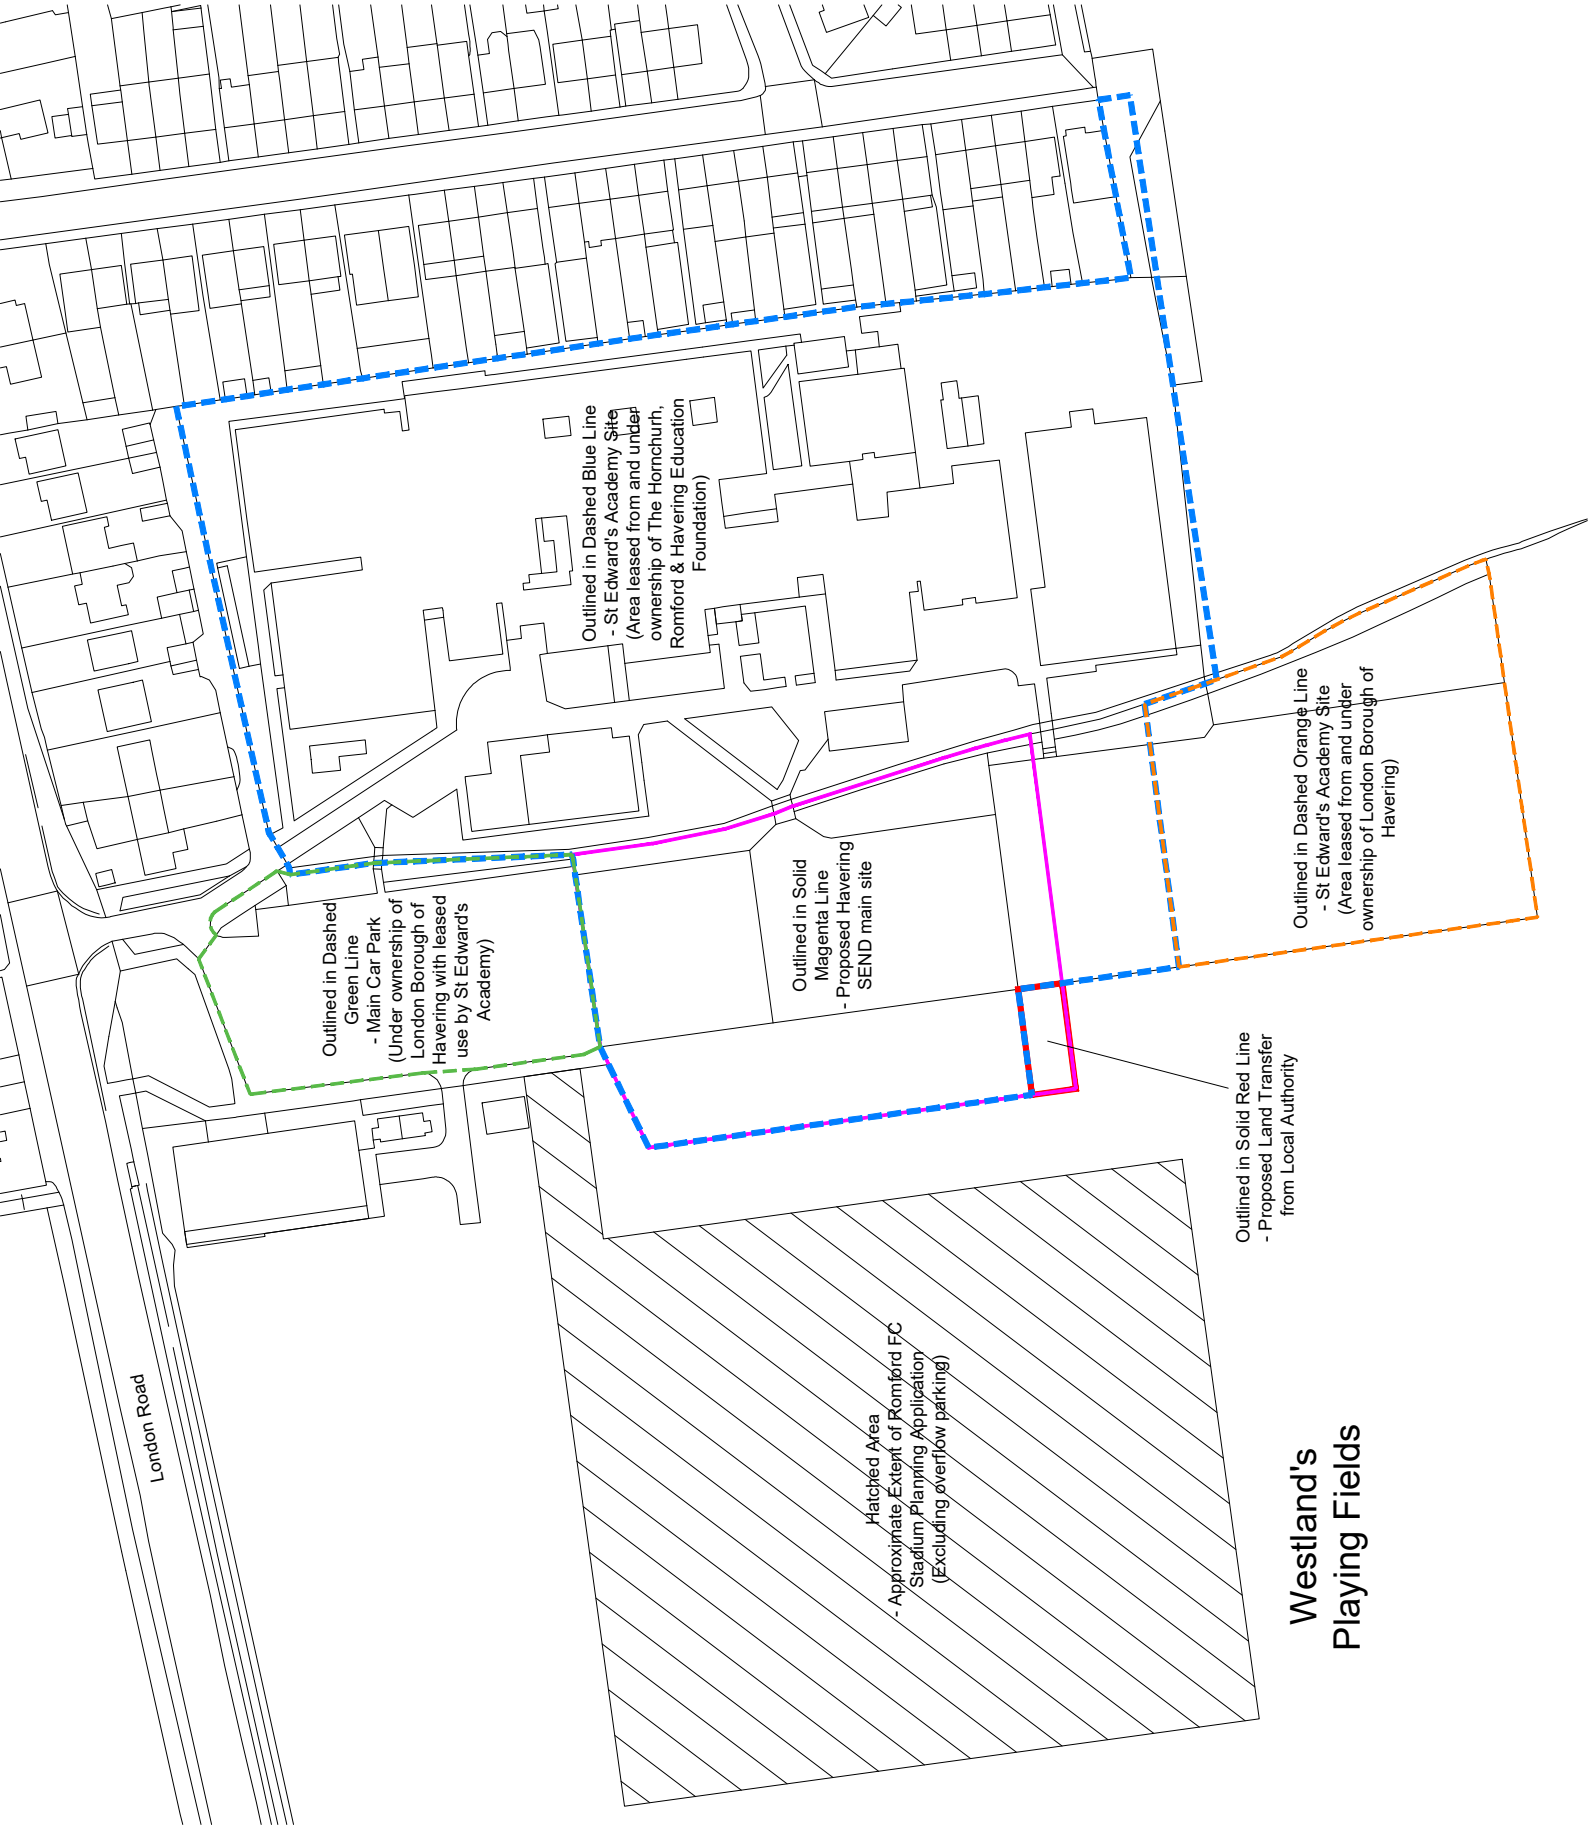 London Road
Outlined in Dashed
Green Line
- Main Car Park
(Under ownership of
London Borough of
Havering with leased
use by St Edward's
Academy)
Outlined in Dashed Blue Line
- St Edward's Academy Site
(Area leased from and under
ownership of The Hornchurh,
Romford & Havering Education
Foundation)
Outlined in Solid
Magenta Line
- Proposed Havering
SEND main site
Outlined in Dashed Orange Line
- St Edward's Academy Site
(Area leased from and under
ownership of London Borough of
Havering)
Outlined in Solid Red Line
- Proposed Land Transfer
from Local Authority
Hatched Area
- Approximate Extent of Romford FC
Stadium Planning Application
(Excluding overflow parking)
Westland's
Playing Fields